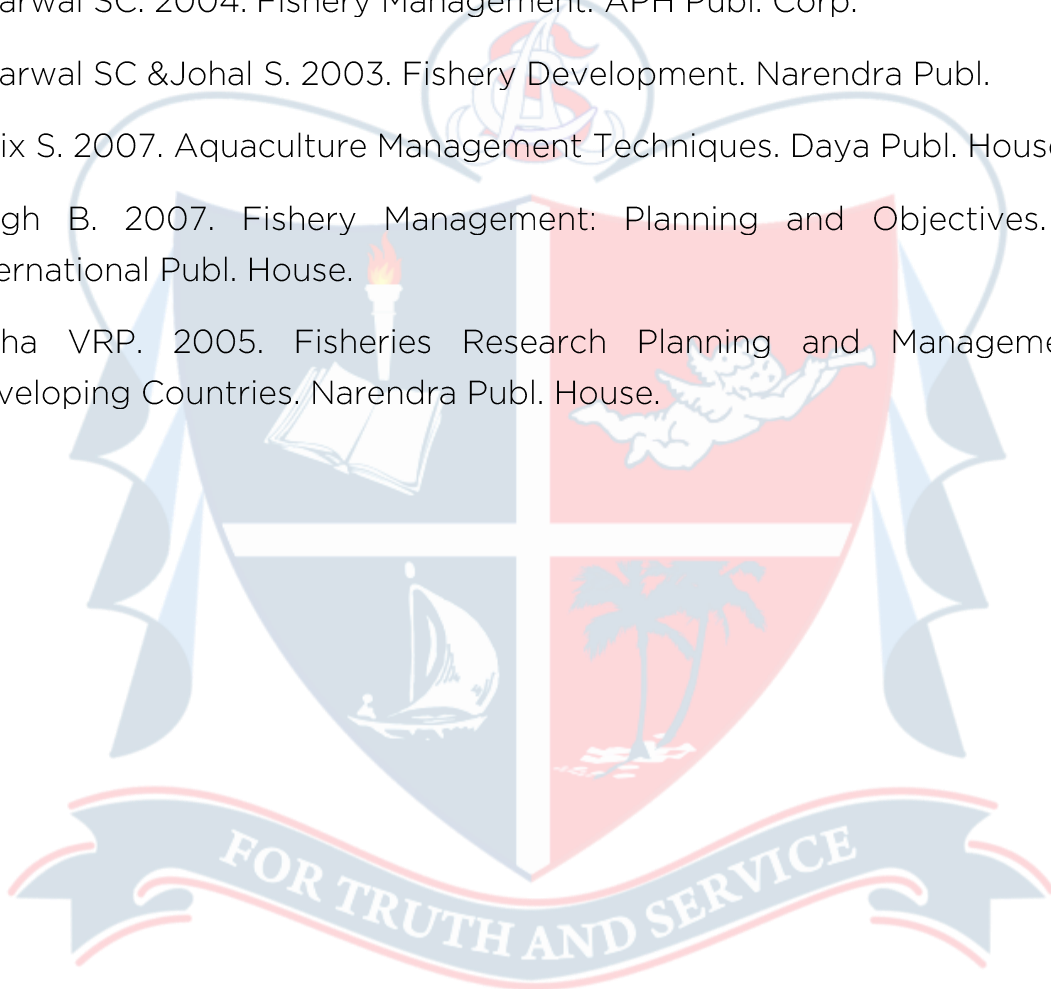 arwal SC. 2004. Fishery Management. APH Publ. Corp.
arwal SC &Johal S. 2003. Fishery Development. Narendra Publ.
ix S. 2007. Aquaculture Management Techniques. Daya Publ. House
gh B. 2007. Fishery Management: Planning and Objectives.
ernational Publ. House.
ha VRP. 2005. Fisheries Research Planning and Manageme
veloping Countries. Narendra Publ. House.
FOR TRUTH AND SERVICE